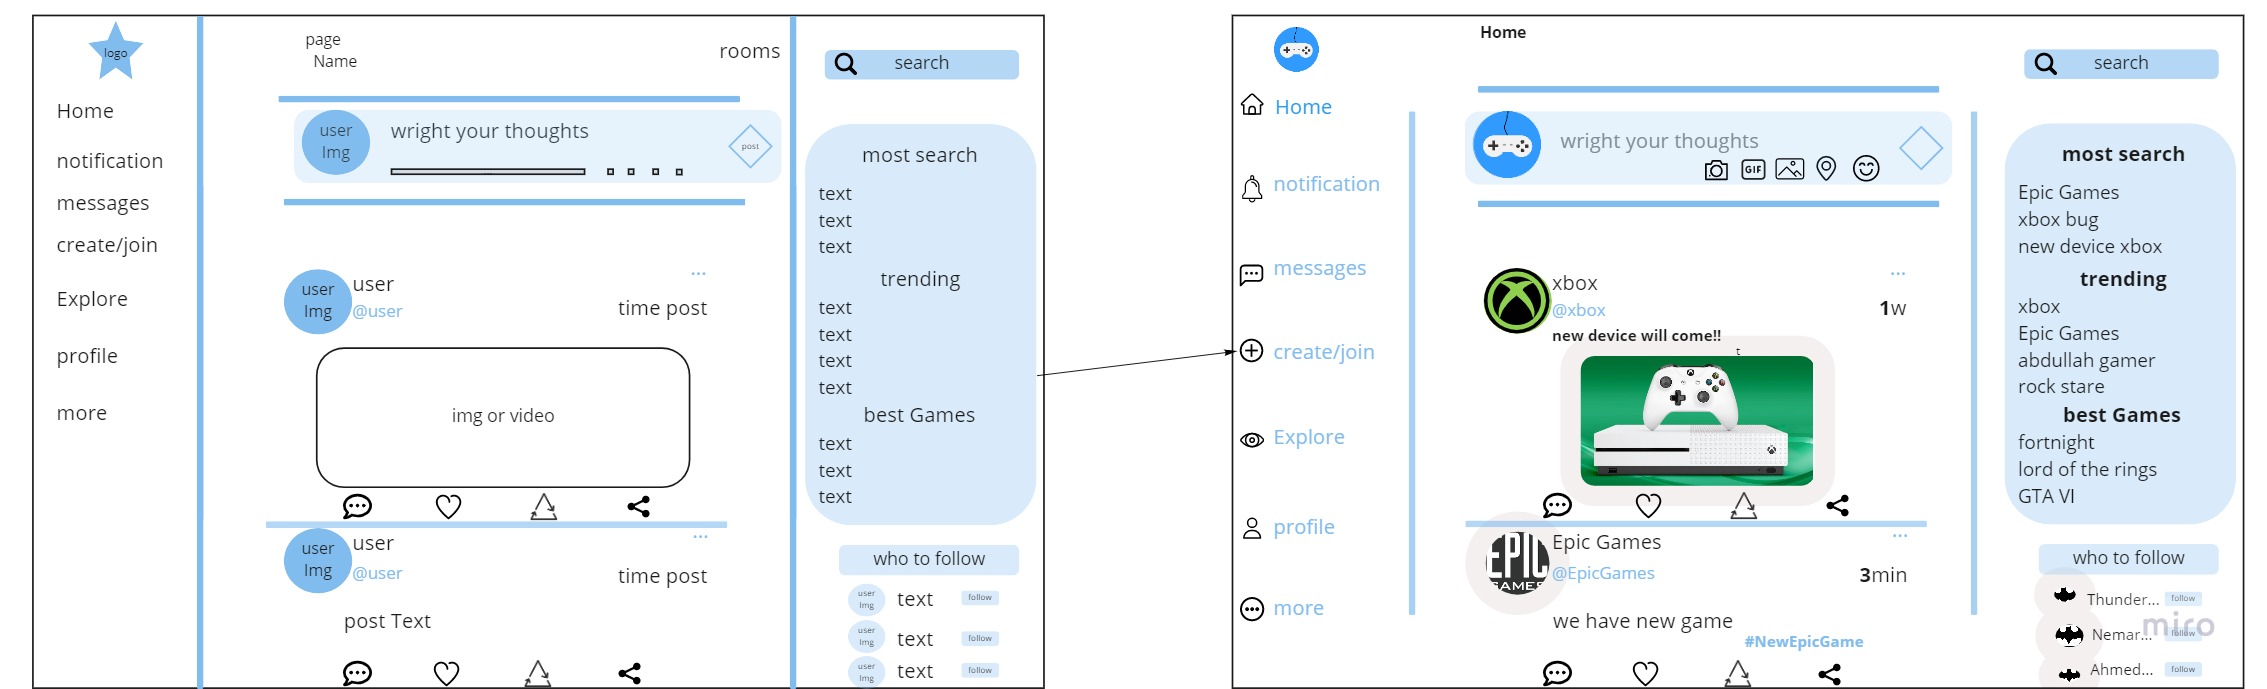 logo
Home
notification
messages
create/join
Explore
profile
more
page
Name
rooms
user
Img
wright your thoughts
post
user
Img
user
@user
...
time post
img or video
user
Img
user
@user
...
time post
post Text
search
most search
text
text
text
trending
text
text
text
text
best Games
text
text
text
who to follow
user
Img
text
follow
user
Img
text
follow
user
Img
text
follow
Home
notification
messages
create/join
Explore
profile
more
Home
wright your thoughts
GIF
xbox
@xbox
...
1w
new device will come!!
t
EPIC
GAMES
Epic Games
@EpicGames
...
3min
we have new game
#NewEpicGame
search
most search
Epic Games
xbox bug
new device xbox
trending
xbox
Epic Games
abdullah gamer
rock stare
best Games
fortnight
lord of the rings
GTA VI
who to follow
Thunder...
follow
Nemar...
follow
Ahmed...
follow
miro